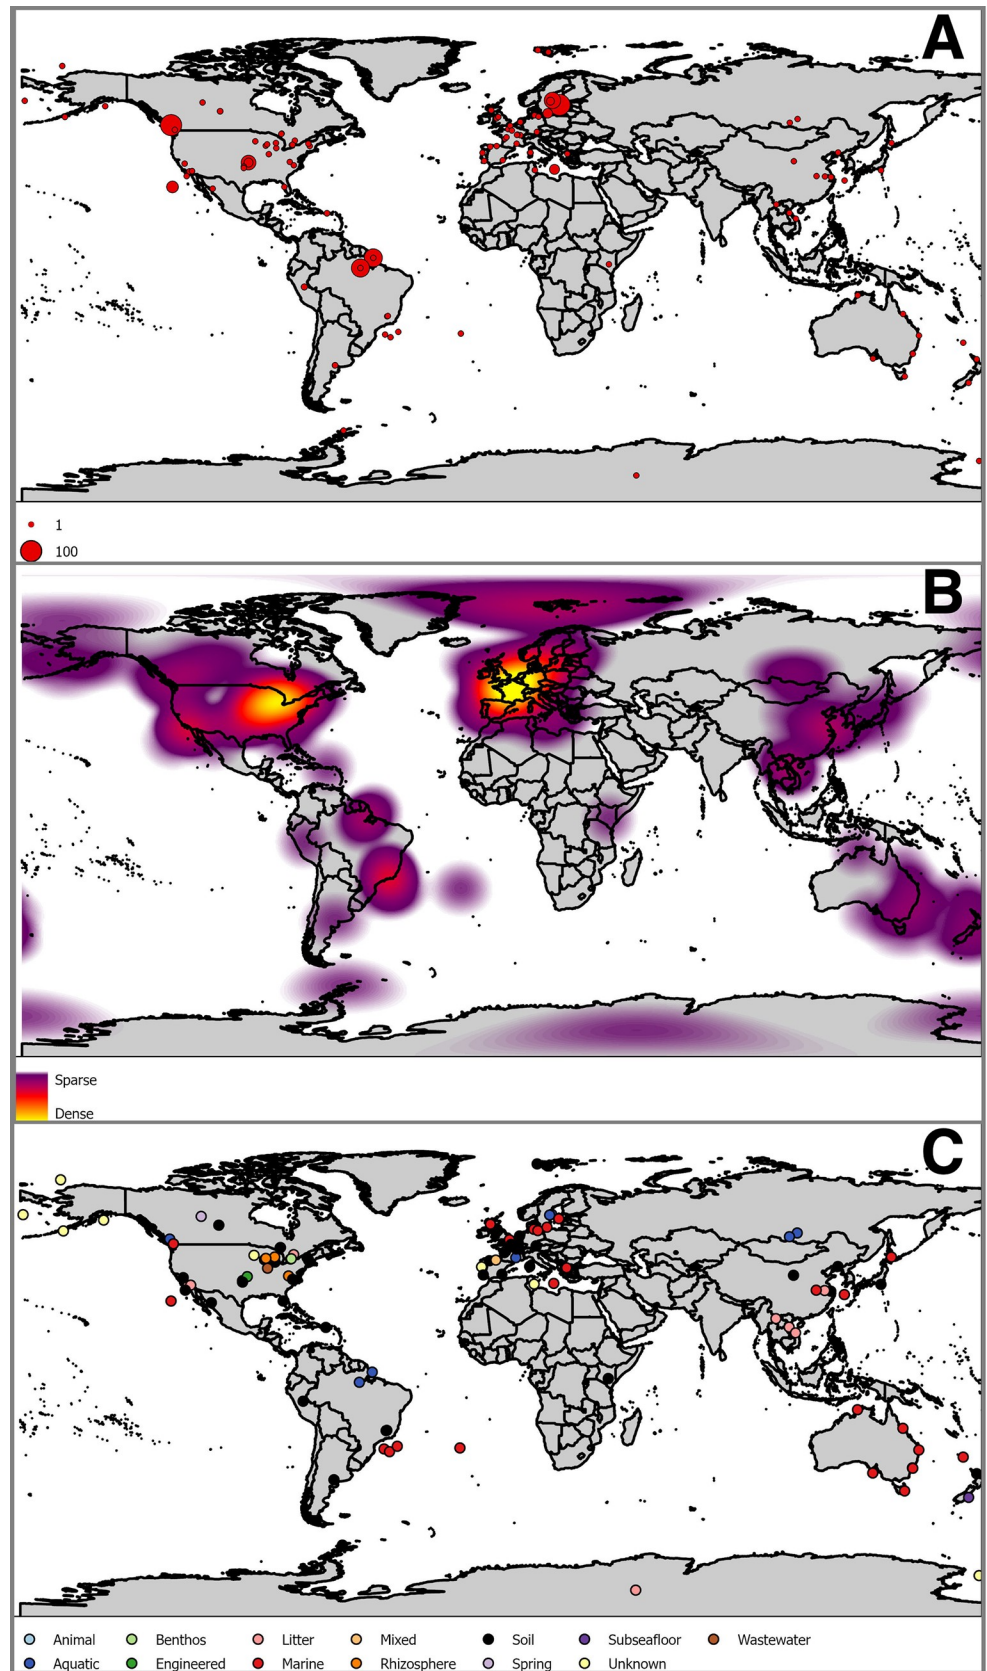 A
1
100
B
Sparse
Dense
C
Animal Benthos Litter Mixed Soil Subseafloor Wastewater
Aquatic Engineered Marine Rhizosphere Spring Unknown